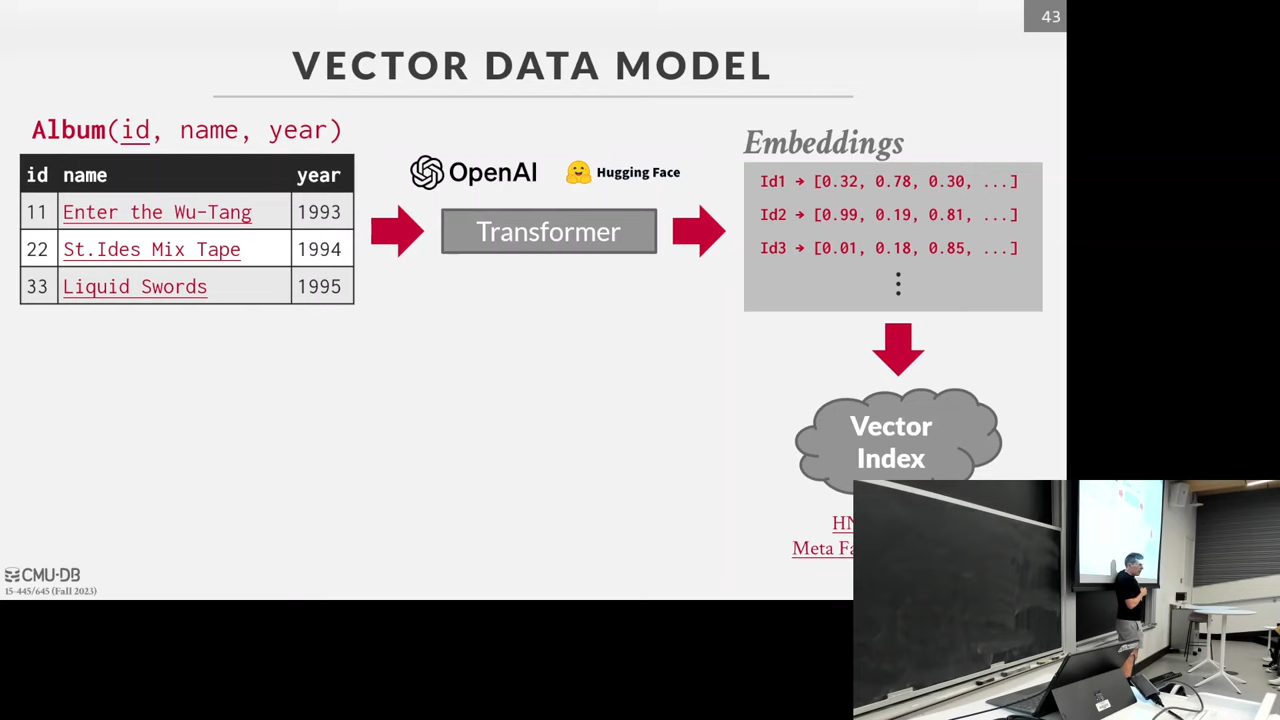 43
VECTOR DATA MODEL
Album(id, name, year)
id name year
11 Enter the Wu-Tang 1993
22 St.Ides Mix Tape 1994
33 Liquid Swords 1995
OpenAI Hugging Face
Transformer
Embeddings
Id1 → [0.32, 0.78, 0.30, ...]
Id2 → [0.99, 0.19, 0.81, ...]
Id3 → [0.01, 0.18, 0.85, ...]
Vector
Index
Meta
CMU·DB
15-445/645 (Fall 2023)